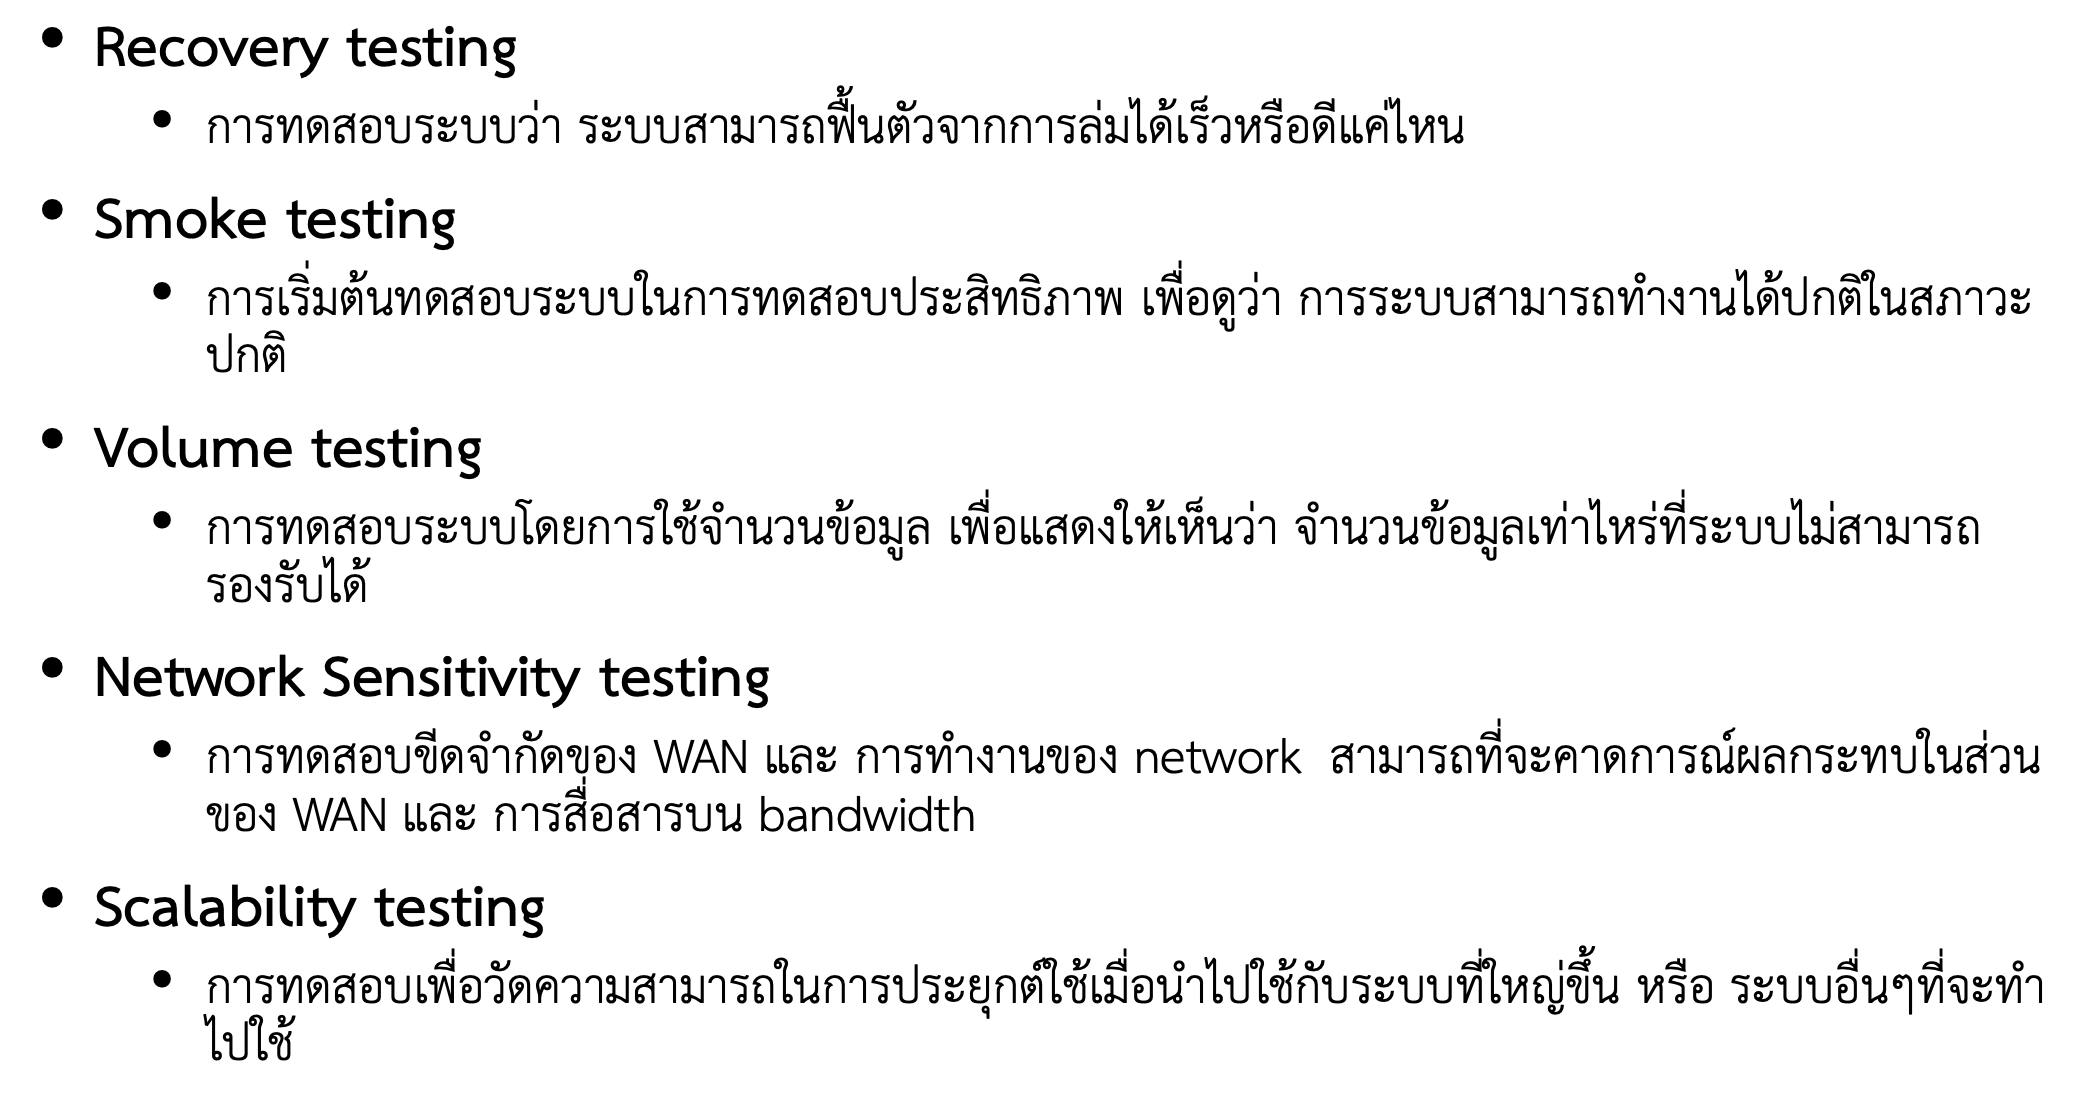 • Recovery testing
• การทดสอบระบบว่า ระบบสามารถฟื้นตัวจากการล่มได้เร็วหรือดีแค่ไหน
• Smoke testing
• การเริ่มต้นทดสอบระบบในการทดสอบประสิทธิภาพ เพื่อดูว่า การระบบสามารถทำงานได้ปกติในสภาวะ
ปกติ
• Volume testing
• การทดสอบระบบโดยการใช้จำนวนข้อมูล เพื่อแสดงให้เห็นว่า จำนวนข้อมูลเท่าไหร่ที่ระบบไม่สามารถ
รองรับได้
• Network Sensitivity testing
• การทดสอบขีดจำกัดของ WAN และ การทำงานของ network สามารถที่จะคาดการณ์ผลกระทบในส่วน
ของ WAN และ การสื่อสารบน bandwidth
• Scalability testing
• การทดสอบเพื่อวัดความสามารถในการประยุกต์ใช้เมื่อนำไปใช้กับระบบที่ใหญ่ขึ้น หรือ ระบบอื่นๆที่จะทำ
ไปใช้